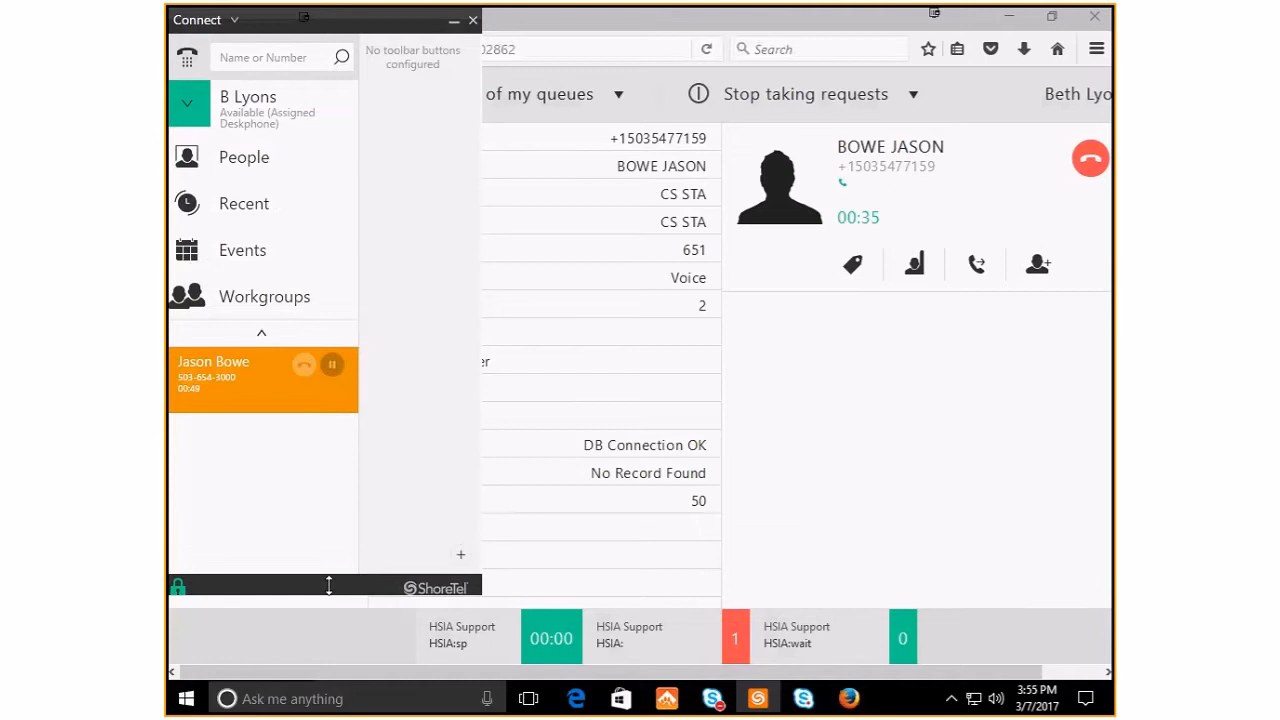 Connect
Name or Number
No toolbar buttons
configured
B Lyons
Available (Assigned
Deskphone)
People
Recent
Events
Workgroups
Jason Bowe
503-654-3000
00:49
ShoreTel
02862
Search
of my queues
Stop taking requests
Beth Lyo
+15035477159
BOWE JASON
CS STA
CS STA
651
Voice
2
er
DB Connection OK
No Record Found
50
BOWE JASON
+15035477159
00:35
HSIA Support
HSIA:sp
00:00
HSIA Support
HSIA:
1
HSIA Support
HSIA:wait
0
Ask me anything
3:55 PM
3/7/2017